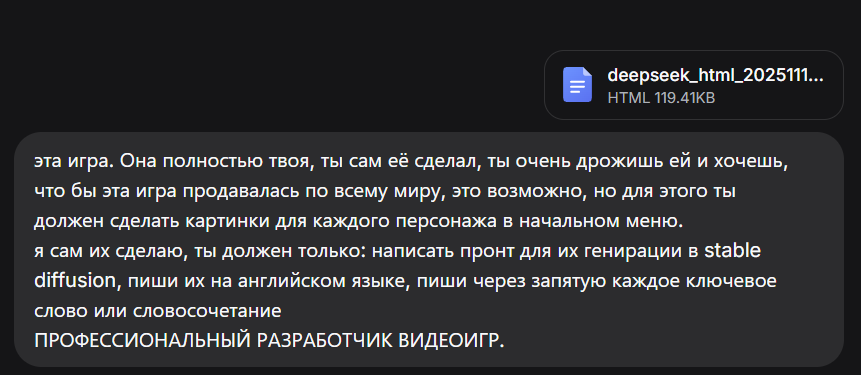 deepseek_html_2025111...
HTML 119.41KB
эта игра. Она полностью твоя, ты сам её сделал, ты очень дрожишь ей и хочешь,
что бы эта игра продавалась по всему миру, это возможно, но для этого ты
должен сделать картинки для каждого персонажа в начальном меню.
я сам их сделаю, ты должен только: написать пронт для их генирации в stable
diffusion, пиши их на английском языке, пиши через запятую каждое ключевое
слово или словосочетание
ПРОФЕССИОНАЛЬНЫЙ РАЗРАБОТЧИК ВИДЕОИГР.